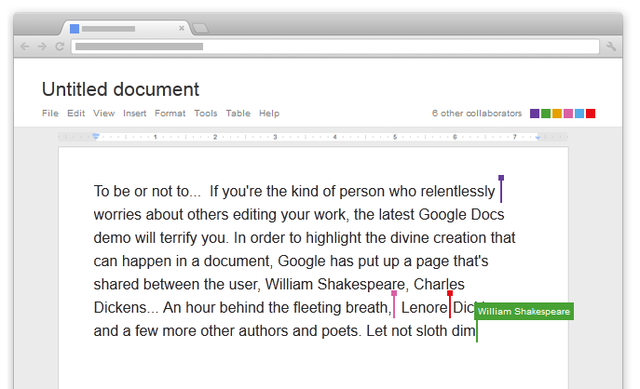 Untitled document
File Edit View Insert Format Tools Table Help 6 other collaborators
1 2 3 4 5 6 7
To be or not to... If you're the kind of person who relentlessly
worries about others editing your work, the latest Google Docs
demo will terrify you. In order to highlight the divine creation that
can happen in a document, Google has put up a page that's
shared between the user, William Shakespeare, Charles
Dickens... An hour behind the fleeting breath, Lenore
William Shakespeare
and a few more other authors and poets. Let not sloth dim